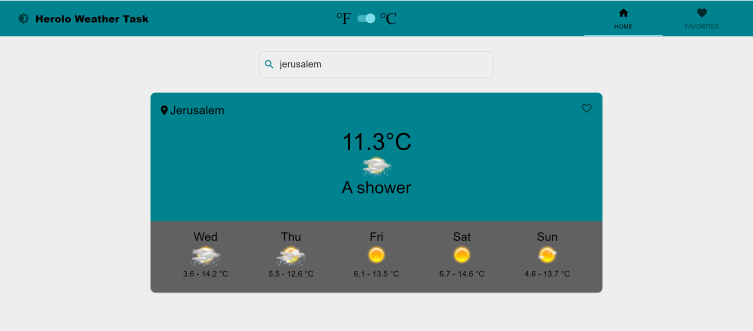 Herolo Weather Task
°F °C
HOME
FAVORITES
jerusalem
Jerusalem
11.3°C
A shower
Wed Thu Fri Sat Sun
3.6 - 14.2 °C 5.5 - 12.6 °C 6.1 - 13.5 °C 6.7 - 14.6 °C 4.6 - 13.7 °C